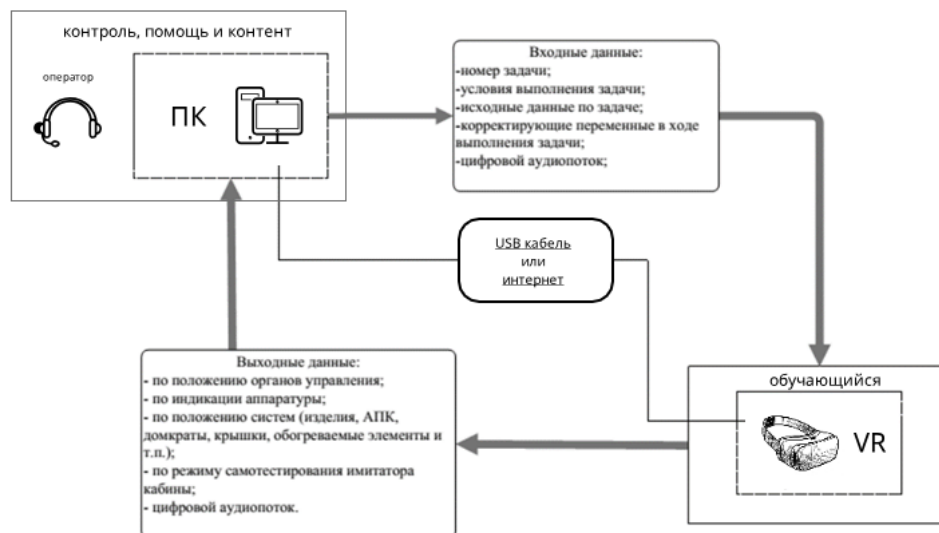 контроль, помощь и контент
оператор
ПК
Входные данные:
-номер задачи;
-условия выполнения задачи;
-исходные данные по задаче;
-корректирующие переменные в ходе
выполнения задачи;
-цифровой аудиопоток;
USB кабель
или
интернет
Выходные данные:
- по положению органов управления;
- по индикации аппаратуры;
- по положению систем (изделия, АПК,
домкраты, крышки, обогреваемые элементы и
т.п.);
- по режиму самотестирования имитатора
кабины;
- цифровой аудиопоток.
обучающийся
VR